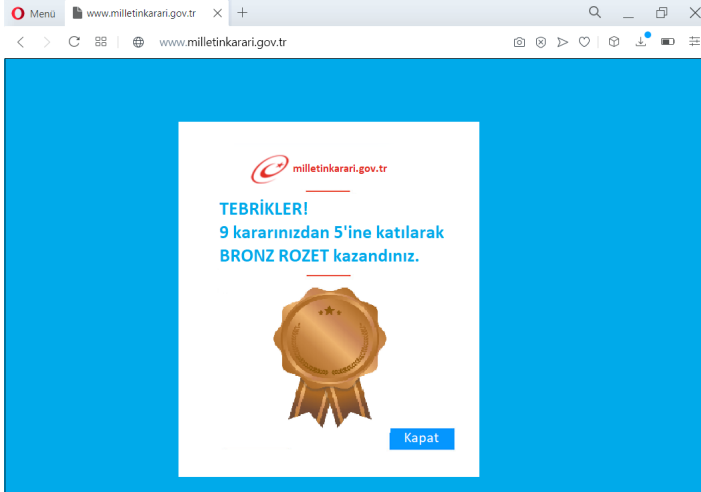 Menü
www.milletinkarari.gov.tr
www.milletinkarari.gov.tr
milletinkarari.gov.tr
TEBRİKLER!
9 kararınızdan 5'ine katılarak
BRONZ ROZET kazandınız.
Kapat